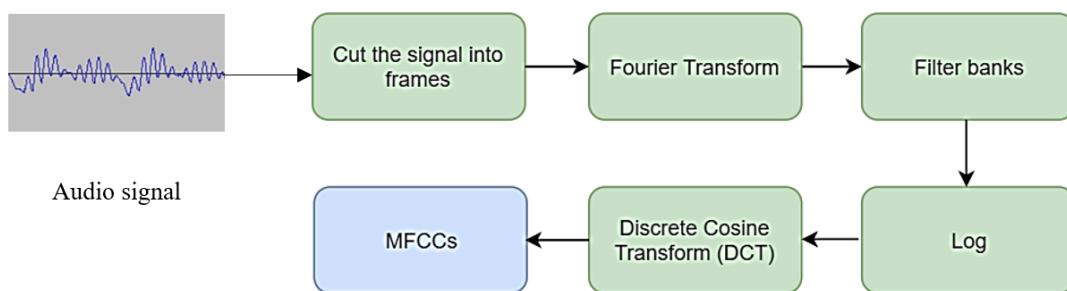 Cut the signal into
frames
Fourier Transform
Filter banks
Audio signal
MFCCs
Discrete Cosine
Transform (DCT)
Log